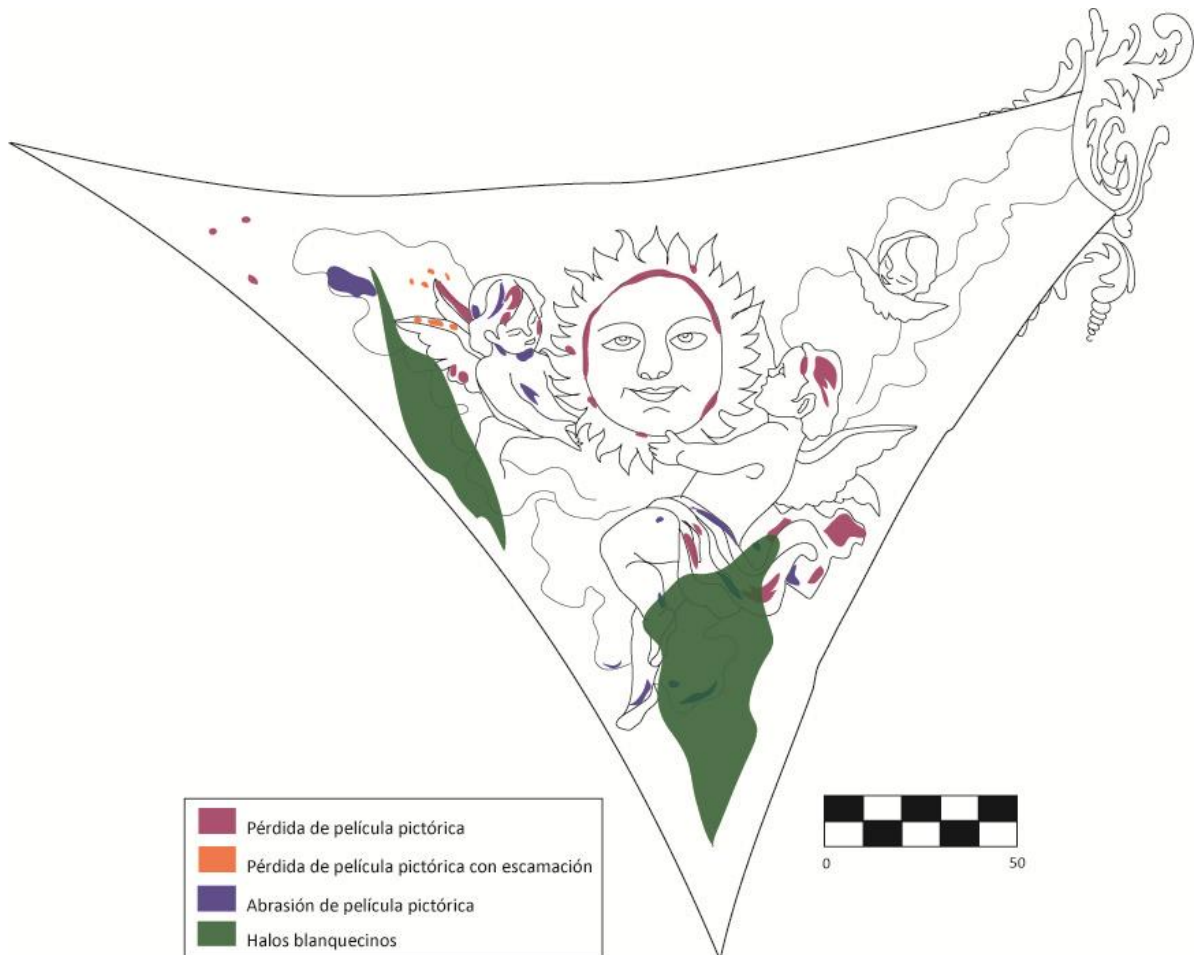 Pérdida de película pictórica
Pérdida de película pictórica con escamación
Abrasión de película pictórica
Halos blanquecinos
0 50